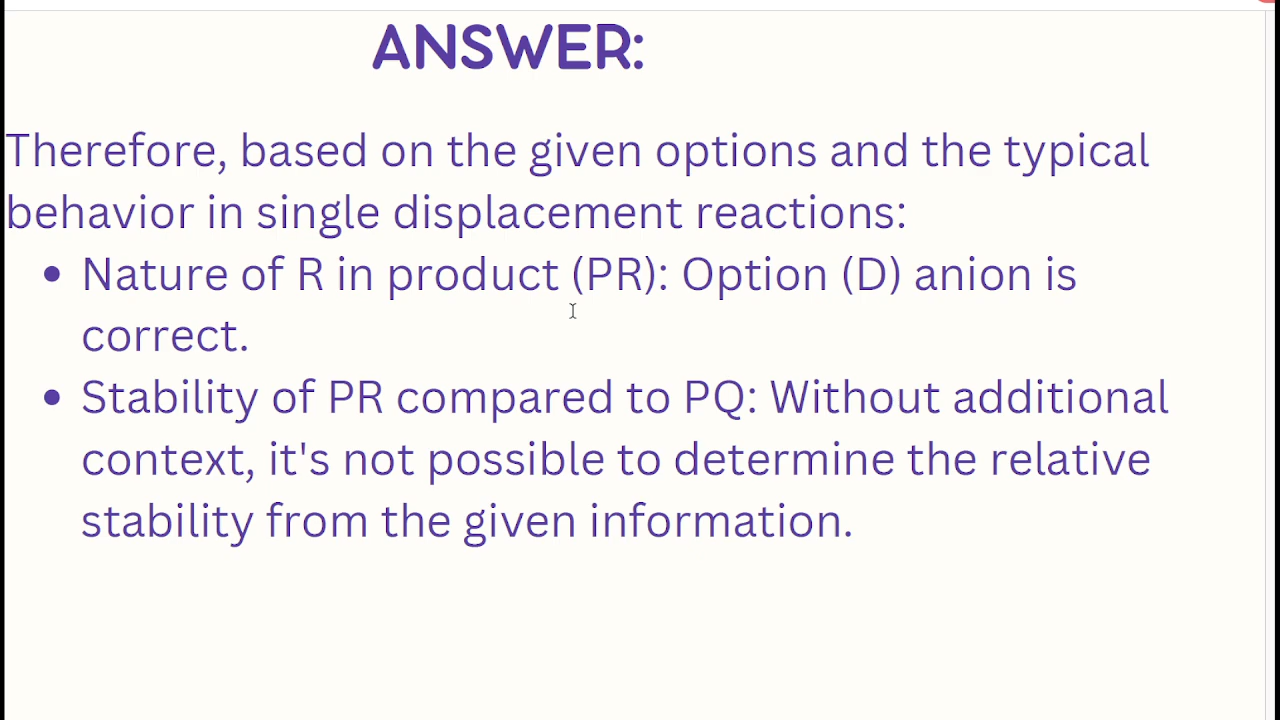 ANSWER:
Therefore, based on the given options and the typical
behavior in single displacement reactions:
• Nature of R in product (PR): Option (D) anion is
correct.
• Stability of PR compared to PQ: Without additional
context, it's not possible to determine the relative
stability from the given information.